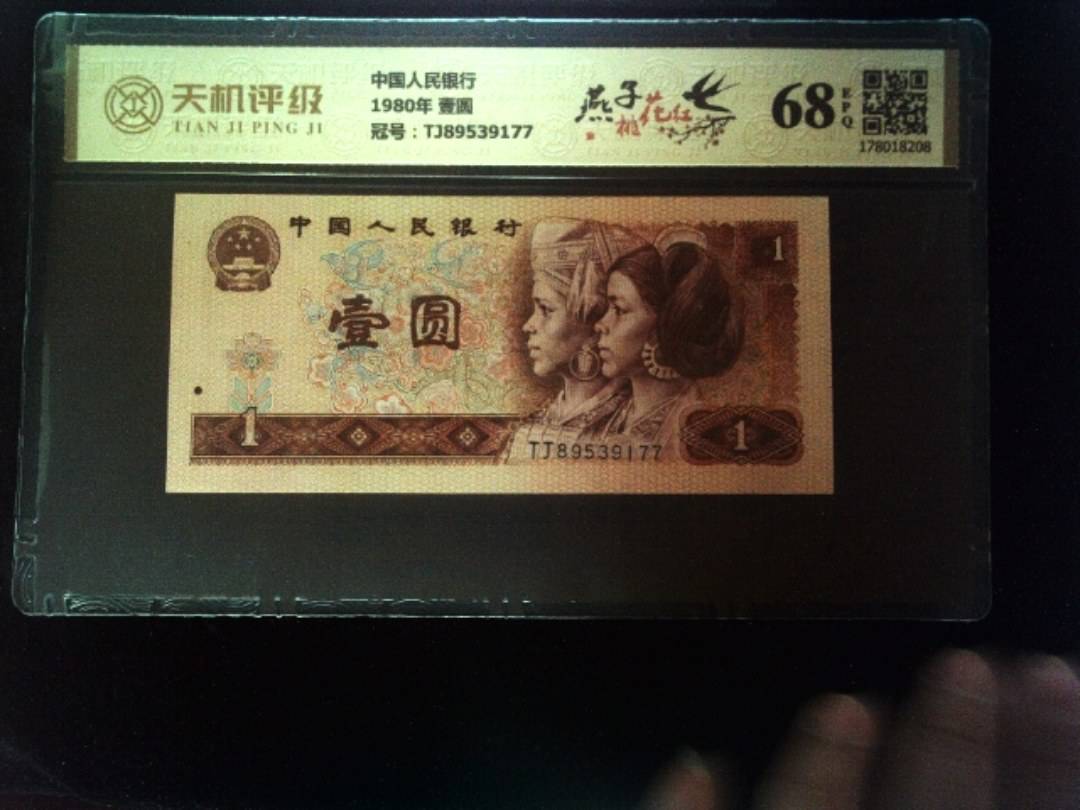 天机评级
TIAN JI PING JI
中国人民银行
1980年 壹圆
冠号：TJ89539177
燕子
桃花红
68
EPQ
178018208
中国人民银行
壹圆
1
1
1
TJ89539177